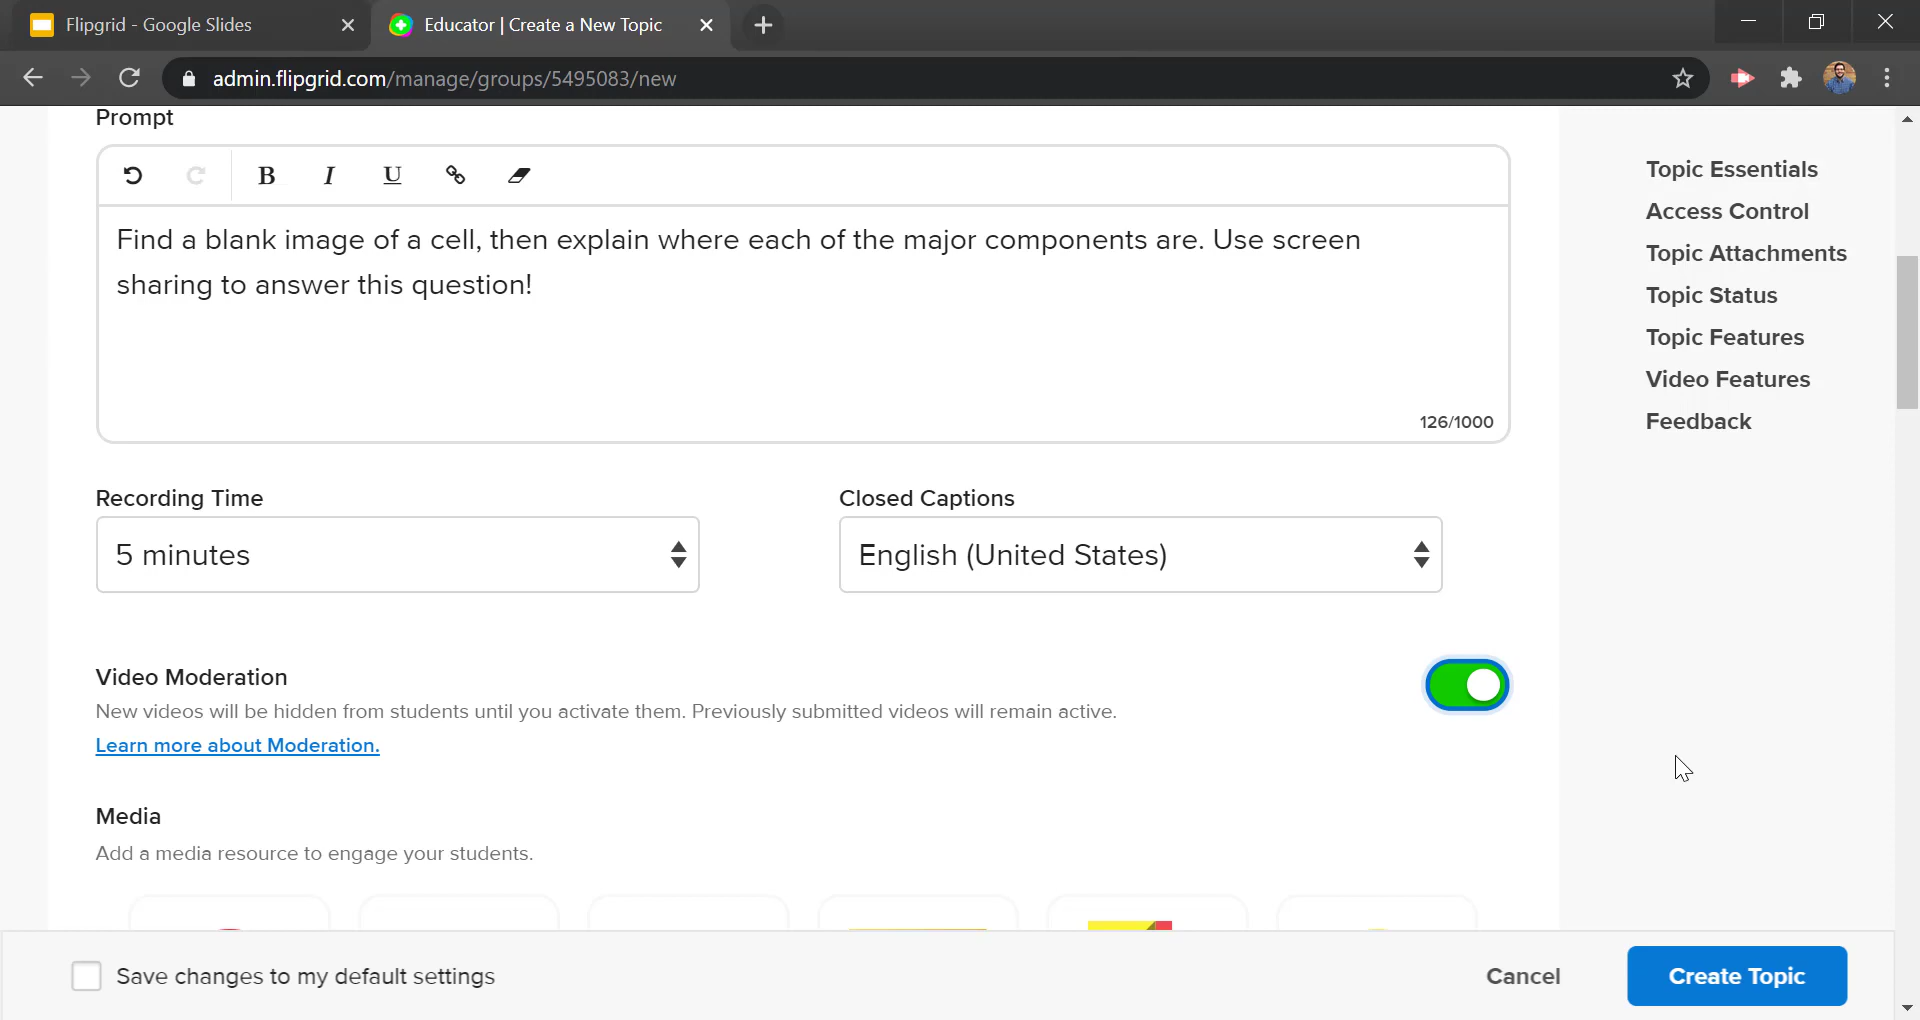 Flipgrid - Google Slides
Educator | Create a New Topic
admin.flipgrid.com/manage/groups/5495083/new
Prompt
B I U
Find a blank image of a cell, then explain where each of the major components are. Use screen
sharing to answer this question!
126/1000
Recording Time
Closed Captions
5 minutes
English (United States)
Video Moderation
New videos will be hidden from students until you activate them. Previously submitted videos will remain active.
Learn more about Moderation.
Media
Add a media resource to engage your students.
Topic Essentials
Access Control
Topic Attachments
Topic Status
Topic Features
Video Features
Feedback
Save changes to my default settings
Cancel
Create Topic